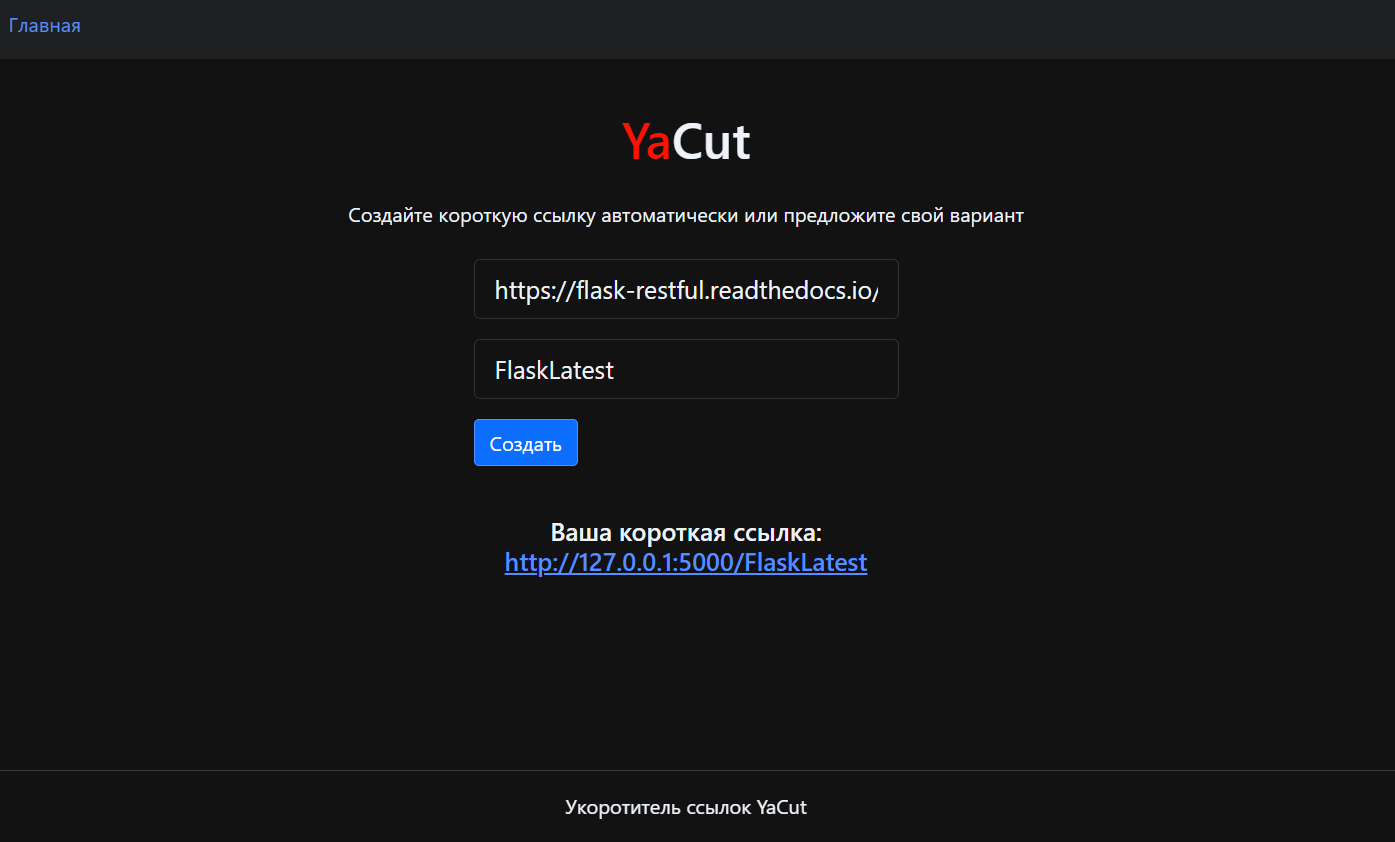 Главная
YaCut
Создайте короткую ссылку автоматически или предложите свой вариант
https://flask-restful.readthedocs.io/
FlaskLatest
Создать
Ваша короткая ссылка:
http://127.0.0.1:5000/FlaskLatest
Укоротитель ссылок YaCut